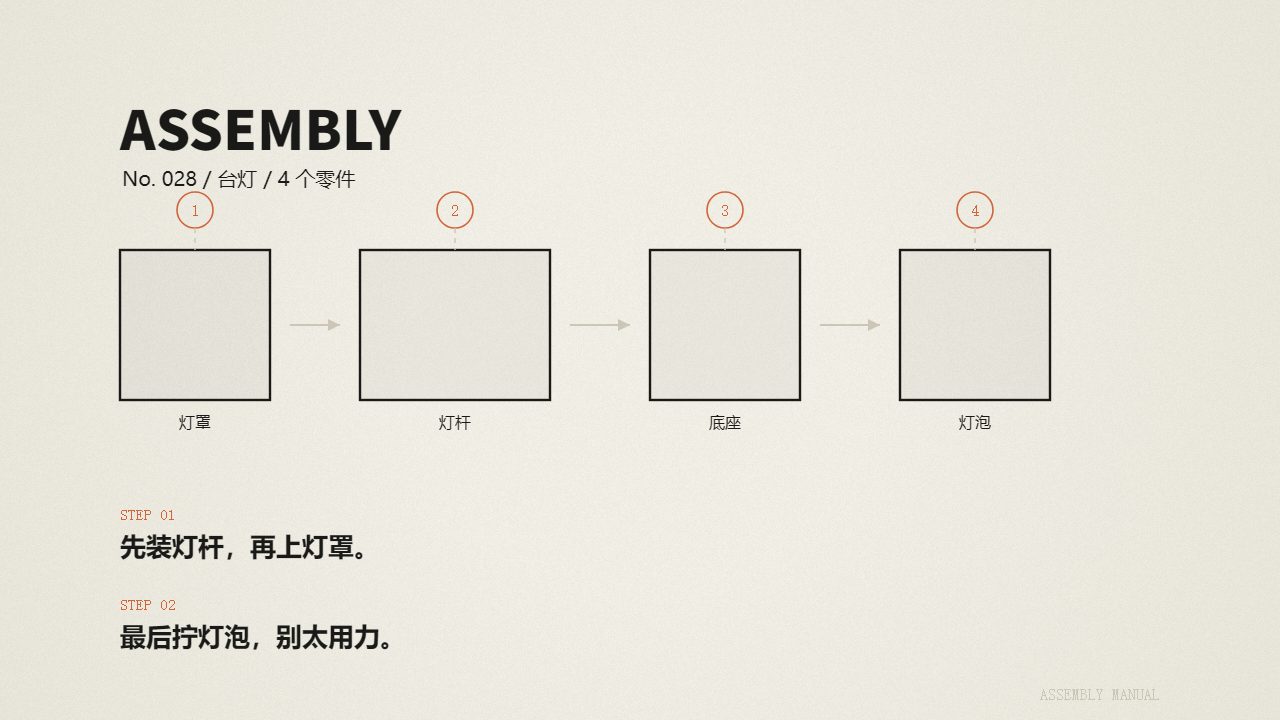 ASSEMBLY
No. 028 / 台灯 / 4 个零件
1
2
3
4
灯罩
灯杆
底座
灯泡
STEP 01
先装灯杆，再上灯罩。
STEP 02
最后拧灯泡，别太用力。
ASSEMBLY MANUAL